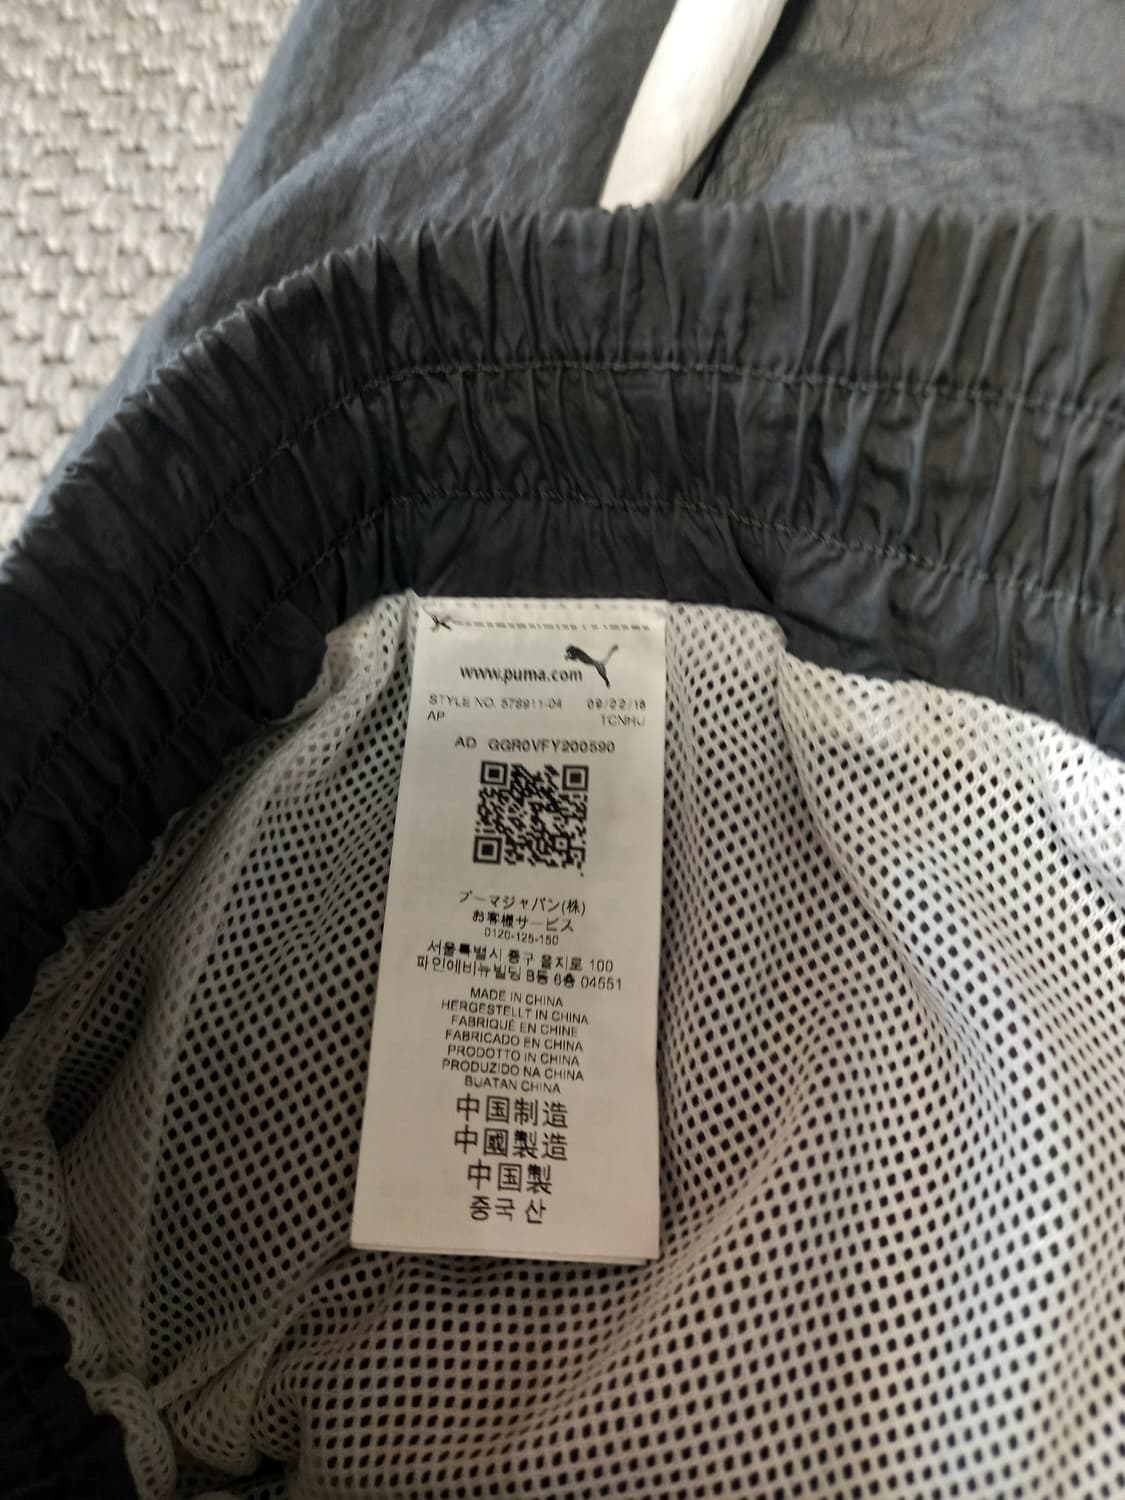 www.puma.com
STYLE NO. 578911-04 09/22/18
AP TCNHU
AD GGR0VFY200590
プーマジャパン(株)
お客様サービス
0120-125-150
서울특별시 중구 을지로 100
파인에비뉴빌딩 B동 6층 04551
MADE IN CHINA
HERGESTELLT IN CHINA
FABRIQUÉ EN CHINE
FABRICADO EN CHINA
PRODOTTO IN CHINA
PRODUZIDO NA CHINA
BUATAN CHINA
中国制造
中國製造
中国製
중국 산